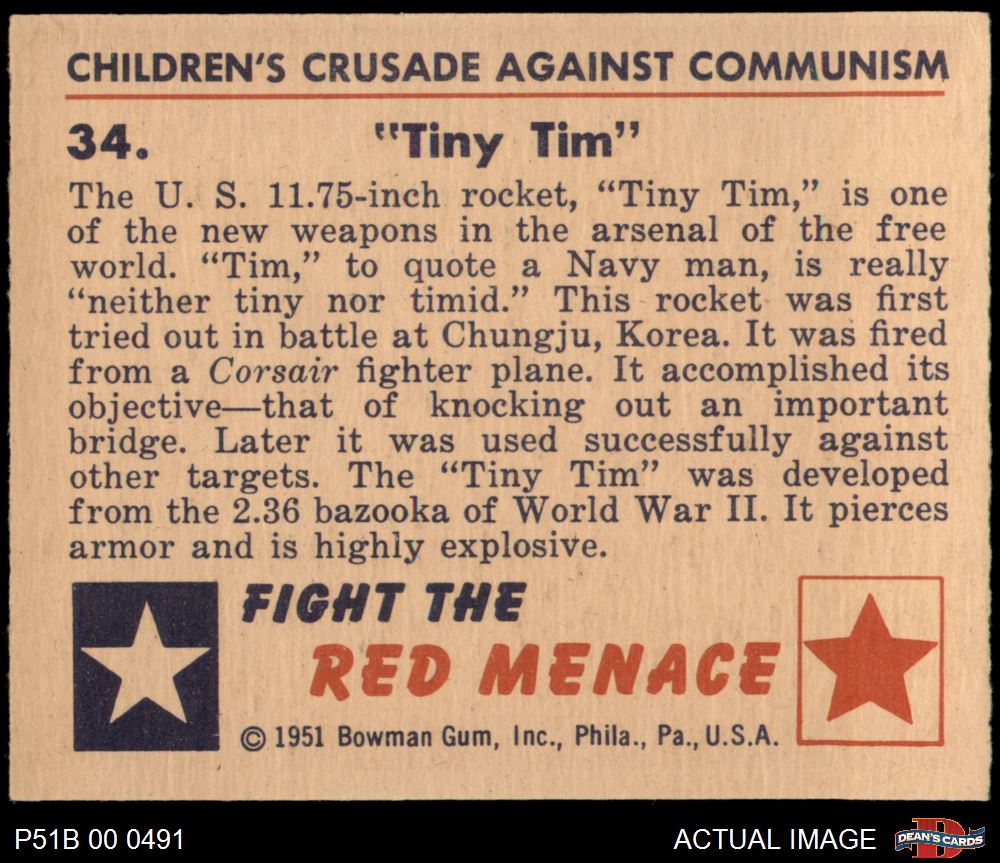 CHILDREN'S CRUSADE AGAINST COMMUNISM
34. "Tiny Tim"
The U. S. 11.75-inch rocket, "Tiny Tim," is one
of the new weapons in the arsenal of the free
world. "Tim," to quote a Navy man, is really
"neither tiny nor timid." This rocket was first
tried out in battle at Chungju, Korea. It was fired
from a Corsair fighter plane. It accomplished its
objective—that of knocking out an important
bridge. Later it was used successfully against
other targets. The "Tiny Tim" was developed
from the 2.36 bazooka of World War II. It pierces
armor and is highly explosive.
FIGHT THE
RED MENACE
© 1951 Bowman Gum, Inc., Phila., Pa., U.S.A.
P51B 00 0491
ACTUAL IMAGE
D
DEAN'S CARDS